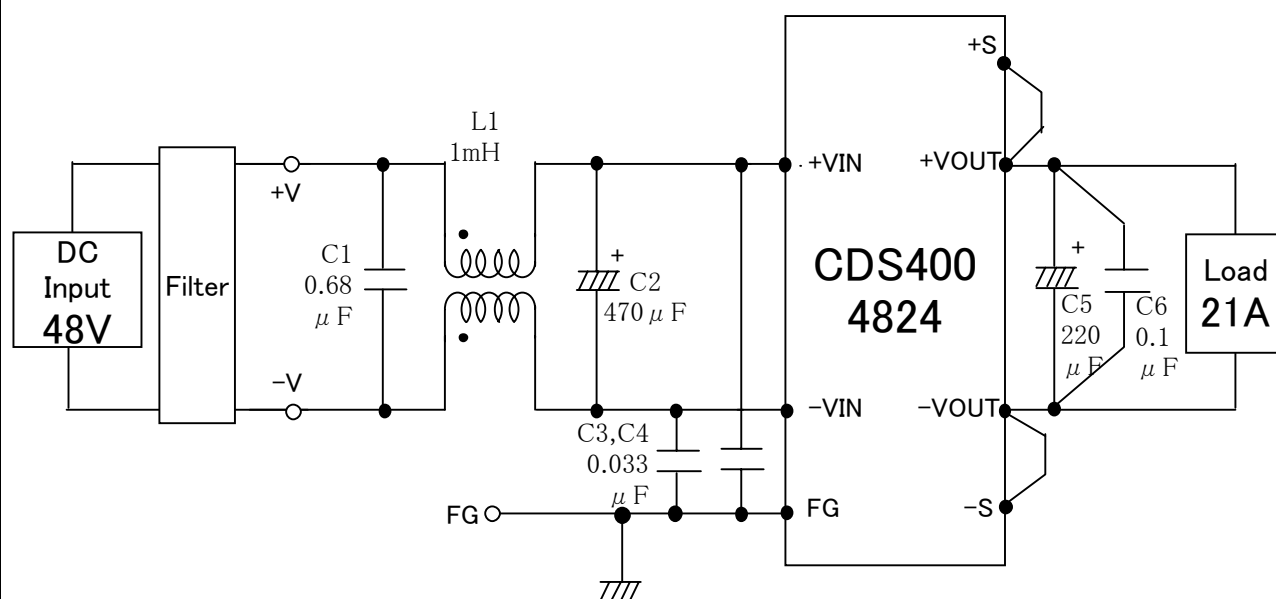 DC
Input
48V
Filter
+V
-V
C1
0.68
μF
L1
1mH
+
C2
470μF
C3,C4
0.033
μF
FG
+S
+VIN
+VOUT
CDS400
4824
-VIN
-VOUT
FG
-S
+
C5
220
μF
C6
0.1
μF
Load
21A